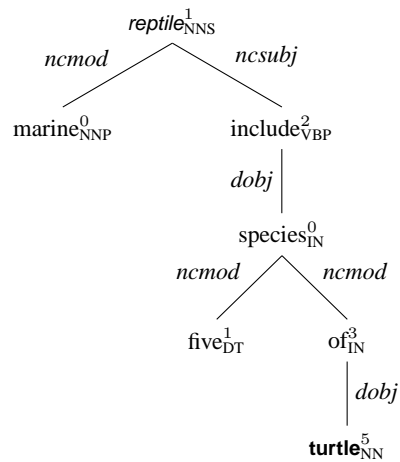 reptile¹NNS
ncmod ncsubj
marine⁰NNP include²VBP
dobj
species⁰IN
ncmod ncmod
five¹DT of³IN
dobj
turtle⁵NN